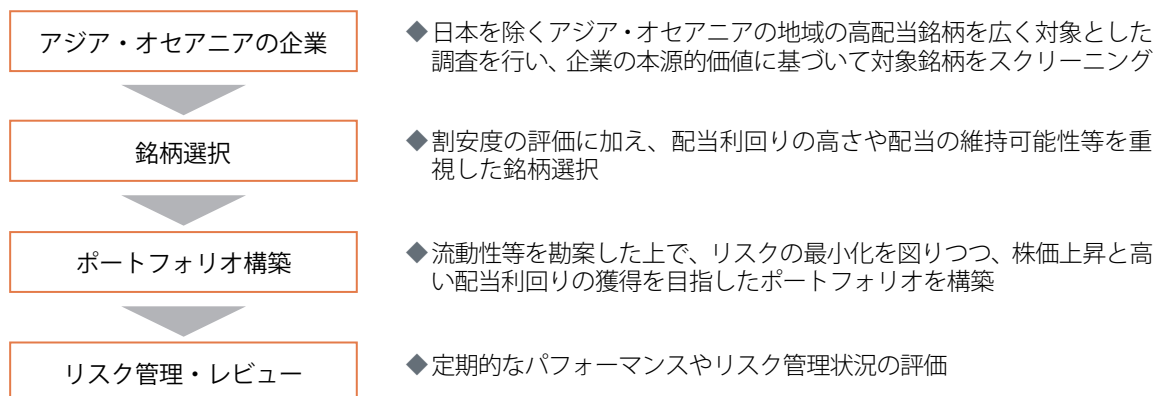 アジア・オセアニアの企業
◆日本を除くアジア・オセアニアの地域の高配当銘柄を広く対象とした
調査を行い、企業の本源的価値に基づいて対象銘柄をスクリーニング
銘柄選択
◆割安度の評価に加え、配当利回りの高さや配当の維持可能性等を重
視した銘柄選択
ポートフォリオ構築
◆流動性等を勘案した上で、リスクの最小化を図りつつ、株価上昇と高
い配当利回りの獲得を目指したポートフォリオを構築
リスク管理・レビュー
◆定期的なパフォーマンスやリスク管理状況の評価